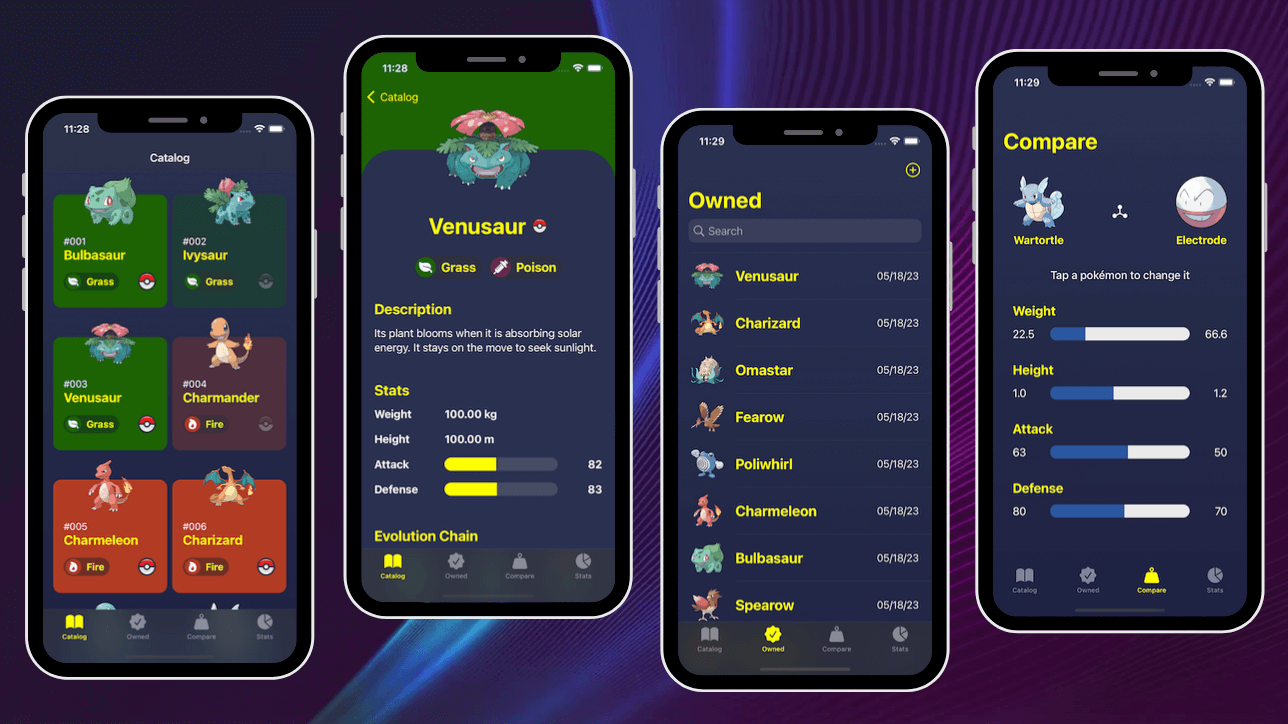 11:28
Catalog
#001
Bulbasaur
Grass
#002
Ivysaur
Grass
#003
Venusaur
Grass
#004
Charmander
Fire
#005
Charmeleon
Fire
#006
Charizard
Fire
Catalog Owned Compare Stats
11:28
Catalog
Venusaur
Grass Poison
Description
Its plant blooms when it is absorbing solar
energy. It stays on the move to seek sunlight.
Stats
Weight 100.00 kg
Height 100.00 m
Attack 82
Defense 83
Evolution Chain
Catalog Owned Compare Stats
11:29
Owned
Search
Venusaur 05/18/23
Charizard 05/18/23
Omastar 05/18/23
Fearow 05/18/23
Poliwhirl 05/18/23
Charmeleon 05/18/23
Bulbasaur 05/18/23
Spearow 05/18/23
Catalog Owned Compare Stats
11:29
Compare
Wartortle Electrode
Tap a pokémon to change it
Weight
22.5 66.6
Height
1.0 1.2
Attack
63 50
Defense
80 70
Catalog Owned Compare Stats